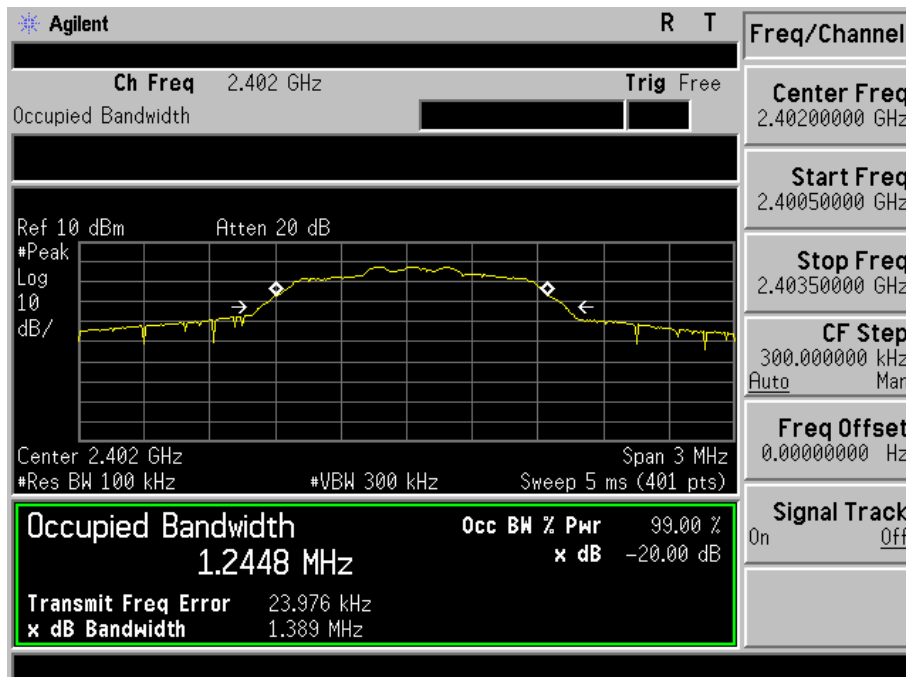 Agilent R T
Ch Freq 2.402 GHz Trig Free
Occupied Bandwidth
Ref 10 dBm Atten 20 dB
#Peak
Log
10
dB/
Center 2.402 GHz Span 3 MHz
#Res BW 100 kHz #VBW 300 kHz Sweep 5 ms (401 pts)
Occupied Bandwidth Occ BW % Pwr 99.00 %
1.2448 MHz x dB -20.00 dB
Transmit Freq Error 23.976 kHz
x dB Bandwidth 1.389 MHz
Freq/Channel
Center Freq
2.40200000 GHz
Start Freq
2.40050000 GHz
Stop Freq
2.40350000 GHz
CF Step
300.000000 kHz
Auto Man
Freq Offset
0.00000000 Hz
Signal Track
On Off